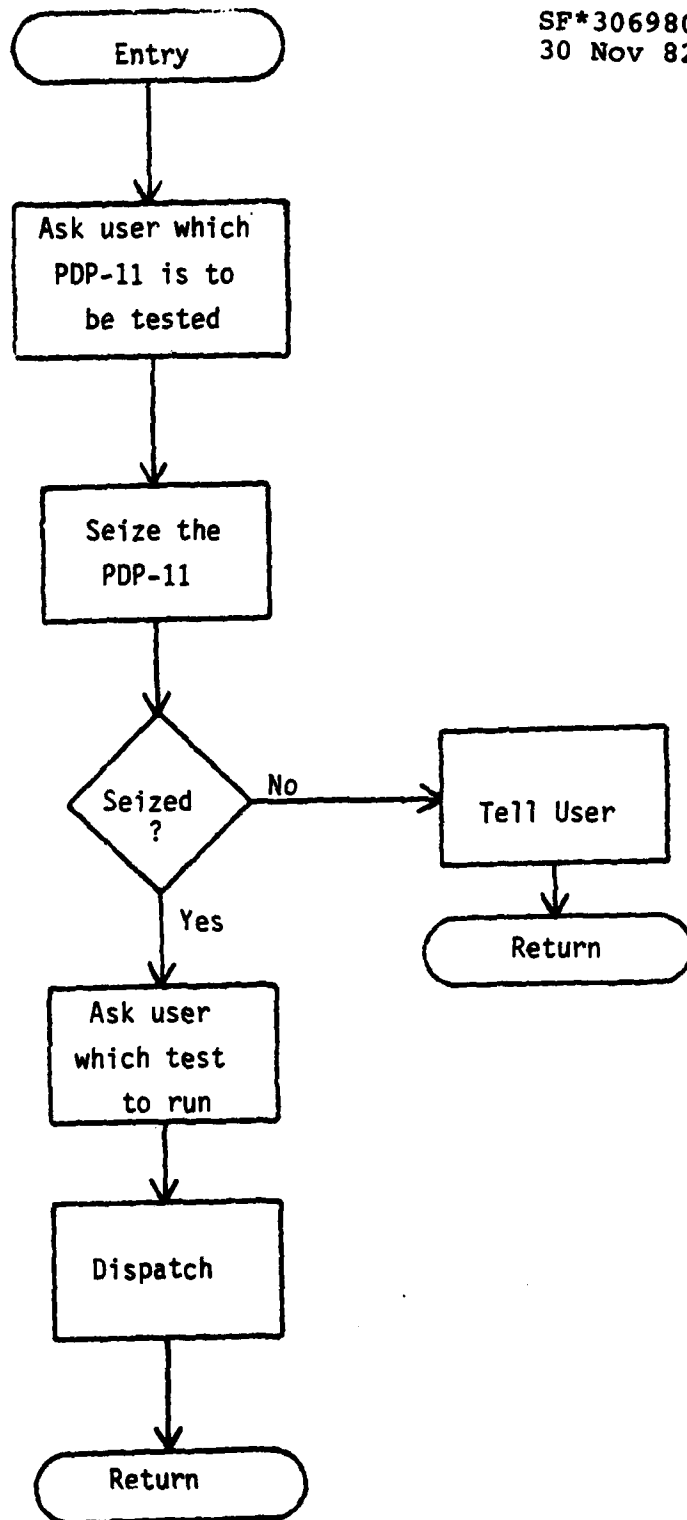 SF*306980
30 Nov 82
Entry
Ask user which
PDP-11 is to
be tested
Seize the
PDP-11
Seized
?
No
Tell User
Return
Yes
Ask user
which test
to run
Dispatch
Return